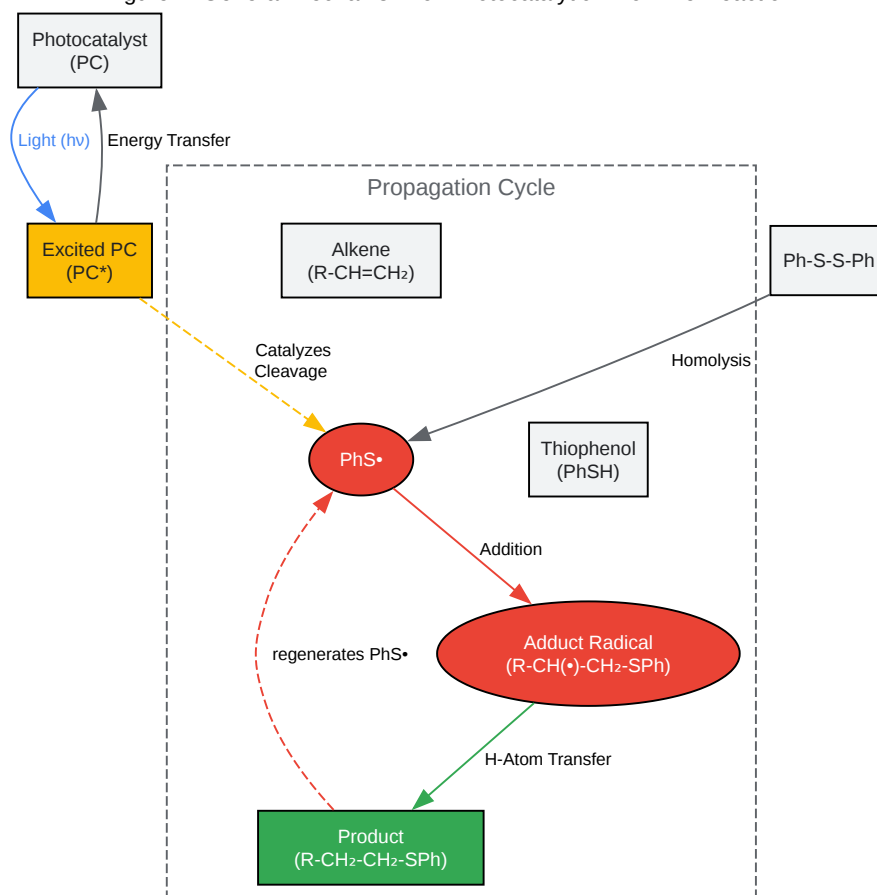 Photocatalyst
(PC)
Light (hν)
Energy Transfer
Propagation Cycle
Excited PC
(PC*)
Alkene
(R-CH=CH₂)
Ph-S-S-Ph
Catalyzes
Cleavage
Homolysis
PhS•
Thiophenol
(PhSH)
Addition
Adduct Radical
(R-CH(•)-CH₂-SPh)
regenerates PhS•
H-Atom Transfer
Product
(R-CH₂-CH₂-SPh)